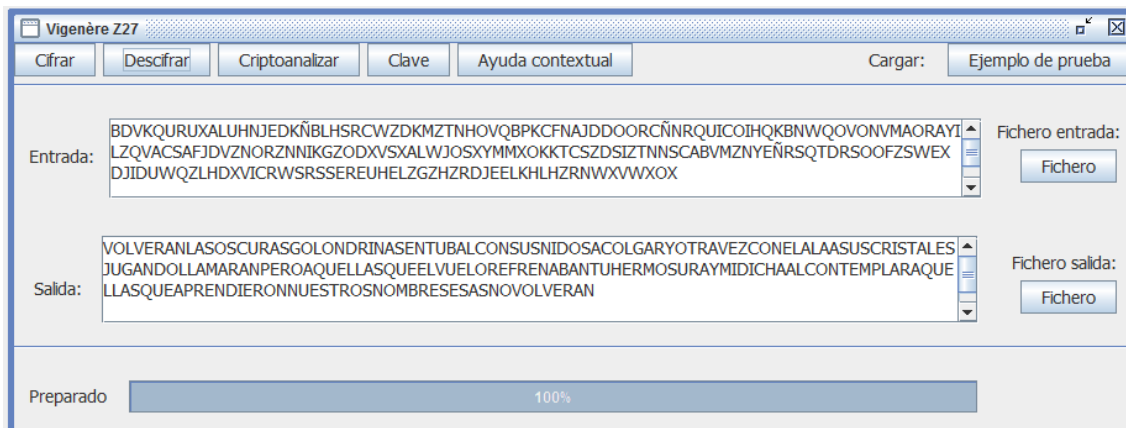 Vigenère Z27
Cifrar Descifrar Criptoanalizar Clave Ayuda contextual Cargar: Ejemplo de prueba
Entrada:
BDVKQURUXALUHNJEDKÑBLHSRCWZDKMZTNHOVQBPKCFNAJDDOORCÑNRQUICOIHQKBNWQOVONVMAORAYI
LZQVACSAFJDVZNORZNNIKGZODXVSXALWJOSXYMMXOKKTCSZDSIZTNNSCABVMZNYEÑRSQTDRSOOFZSWEX
DJIDUWQZLHDXVICRWSRSSEREUHELZGZHZRDJEELKHLHZRNWXVWXOX
Fichero entrada:
Fichero
Salida:
VOLVERANLASOSCURASGOLONDRINASENTUBALCONSUSNIDOSACOLGARYOTRAVEZCONELALAASUSCRISTALES
JUGANDOLLAMARANPEROAQUELLASQUEELVUELOREFRENABANTUHERMOSURAYMIDICHAALCONTEMPLARAQUE
LLASQUEAPRENDIERONNUESTROSNOMBRESESASNOVOLVERAN
Fichero salida:
Fichero
Preparado 100%